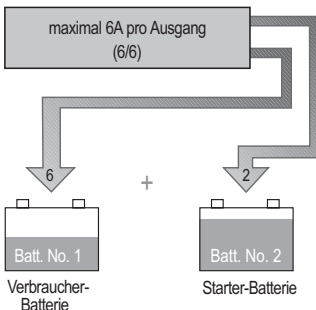 maximal 6A pro Ausgang
(6/6)
6
+
2
Batt. No. 1
Batt. No. 2
Verbraucher-
Batterie
Starter-Batterie